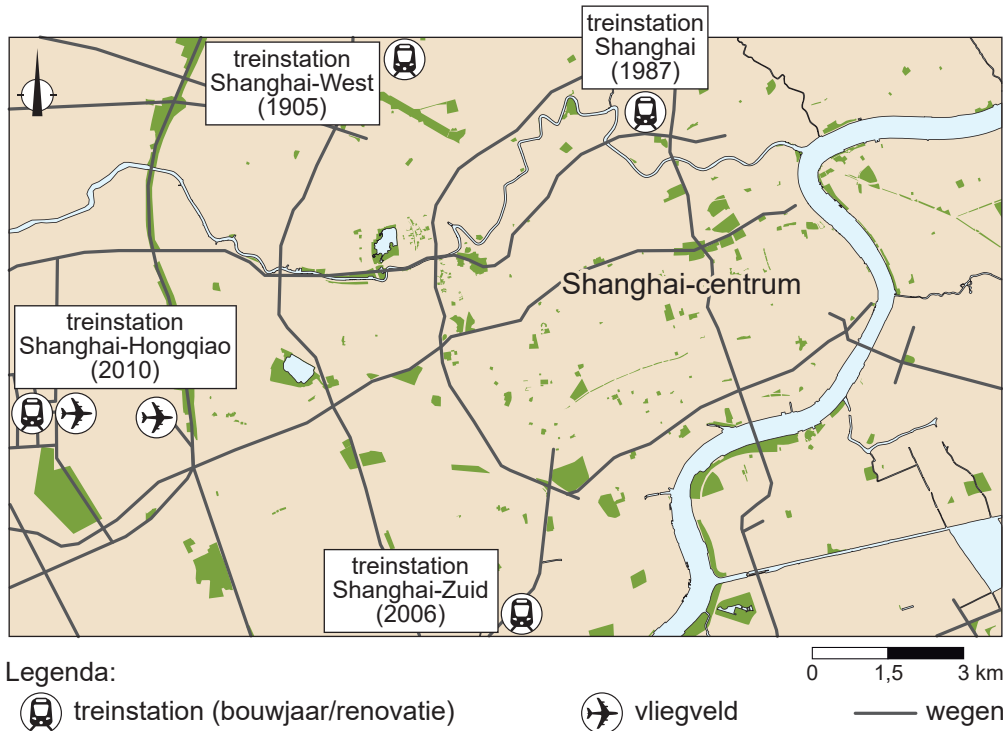 treinstation
Shanghai-West
(1905)
treinstation
Shanghai
(1987)
Shanghai-centrum
treinstation
Shanghai-Hongqiao
(2010)
treinstation
Shanghai-Zuid
(2006)
Legenda:
0 1,5 3 km
treinstation (bouwjaar/renovatie)
vliegveld
wegen